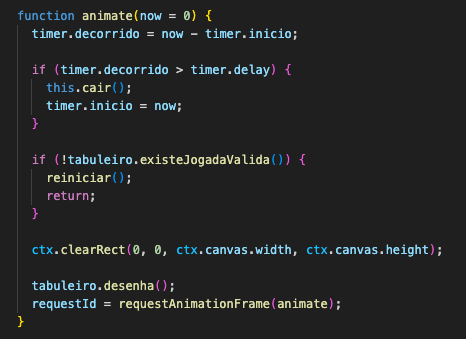 function animate(now = 0) {
  timer.decorrido = now - timer.inicio;

  if (timer.decorrido > timer.delay) {
    this.cair();
    timer.inicio = now;
  }

  if (!tabuleiro.existeJogadaValida()) {
    reiniciar();
    return;
  }

  ctx.clearRect(0, 0, ctx.canvas.width, ctx.canvas.height);

  tabuleiro.desenha();
  requestId = requestAnimationFrame(animate);
}